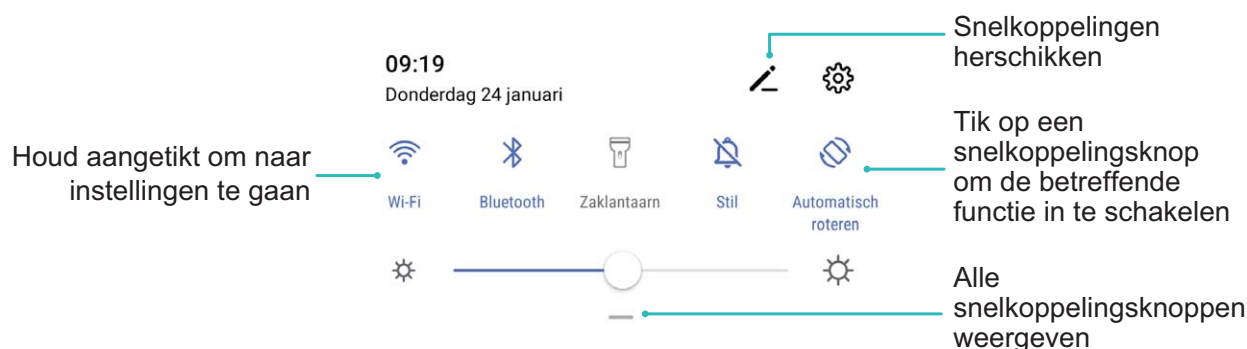 Snelkoppelingen
herschikken
09:19
Donderdag 24 januari
Houd aangetikt om naar
instellingen te gaan
Wi-Fi
Bluetooth
Zaklantaarn
Stil
Automatisch
roteren
Tik op een
snelkoppelingsknop
om de betreffende
functie in te schakelen
Alle
snelkoppelingsknoppen
weergeven